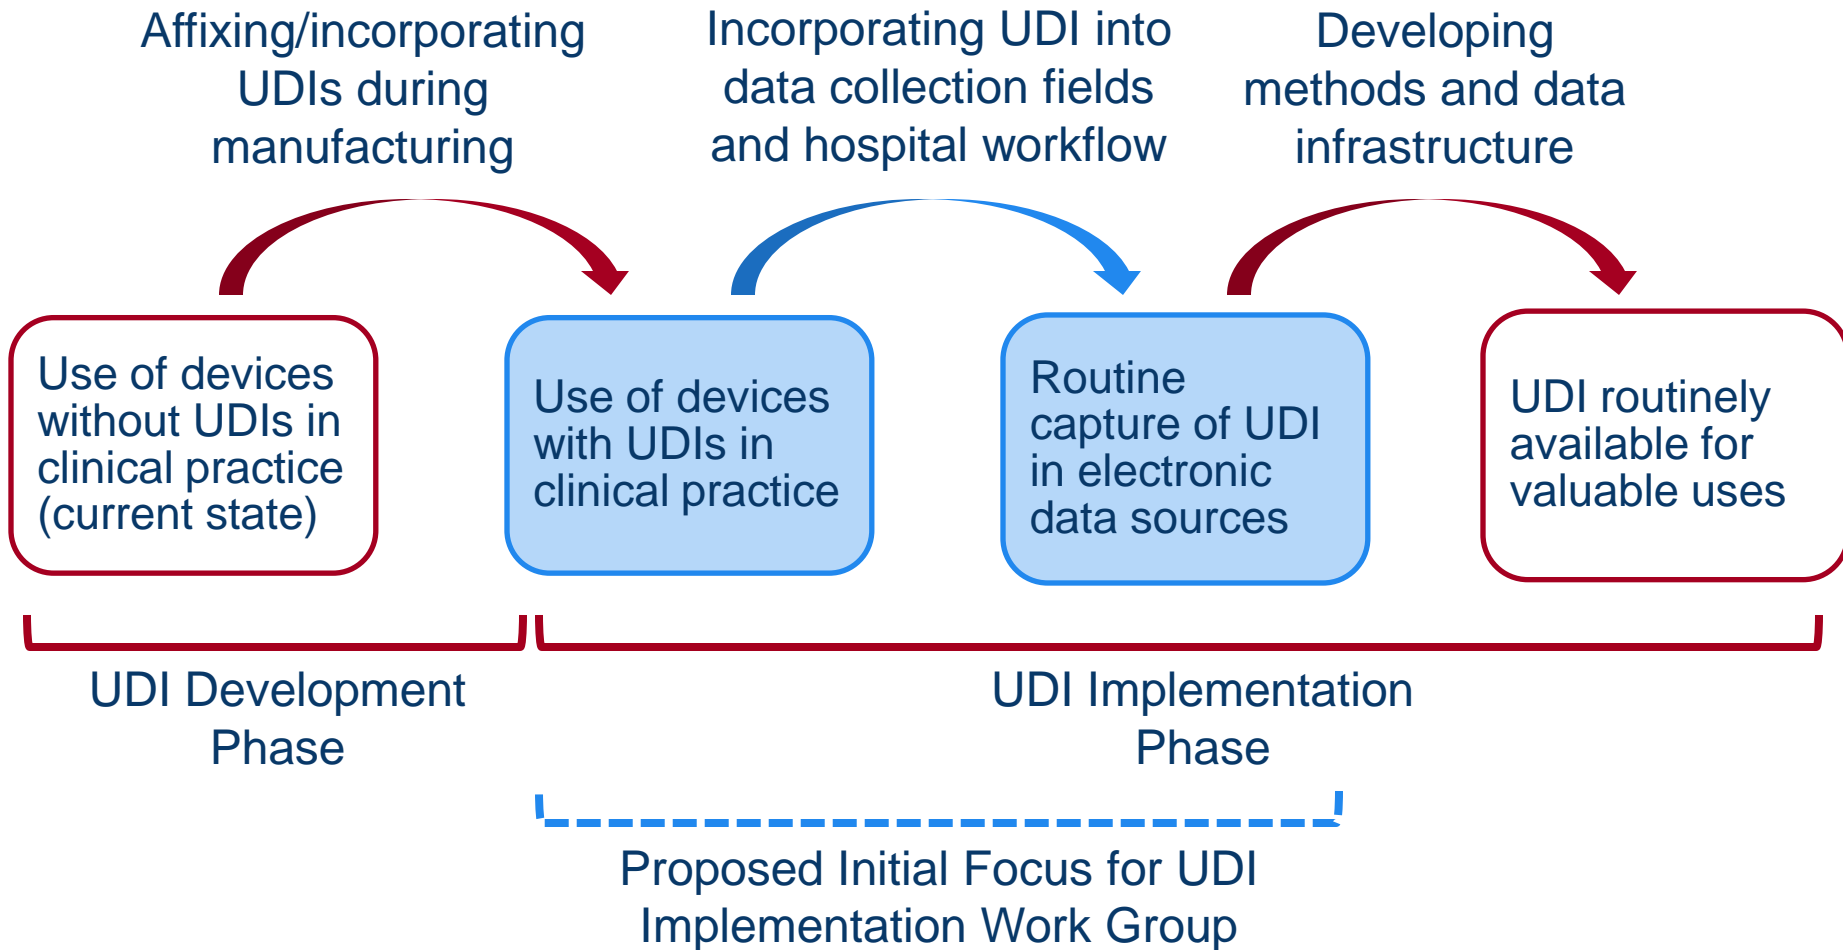 Affixing/incorporating
UDIs during
manufacturing
Incorporating UDI into
data collection fields
and hospital workflow
Developing
methods and data
infrastructure
Use of devices
without UDIs in
clinical practice
(current state)
Use of devices
with UDIs in
clinical practice
Routine
capture of UDI
in electronic
data sources
UDI routinely
available for
valuable uses
UDI Development
Phase
UDI Implementation
Phase
Proposed Initial Focus for UDI
Implementation Work Group